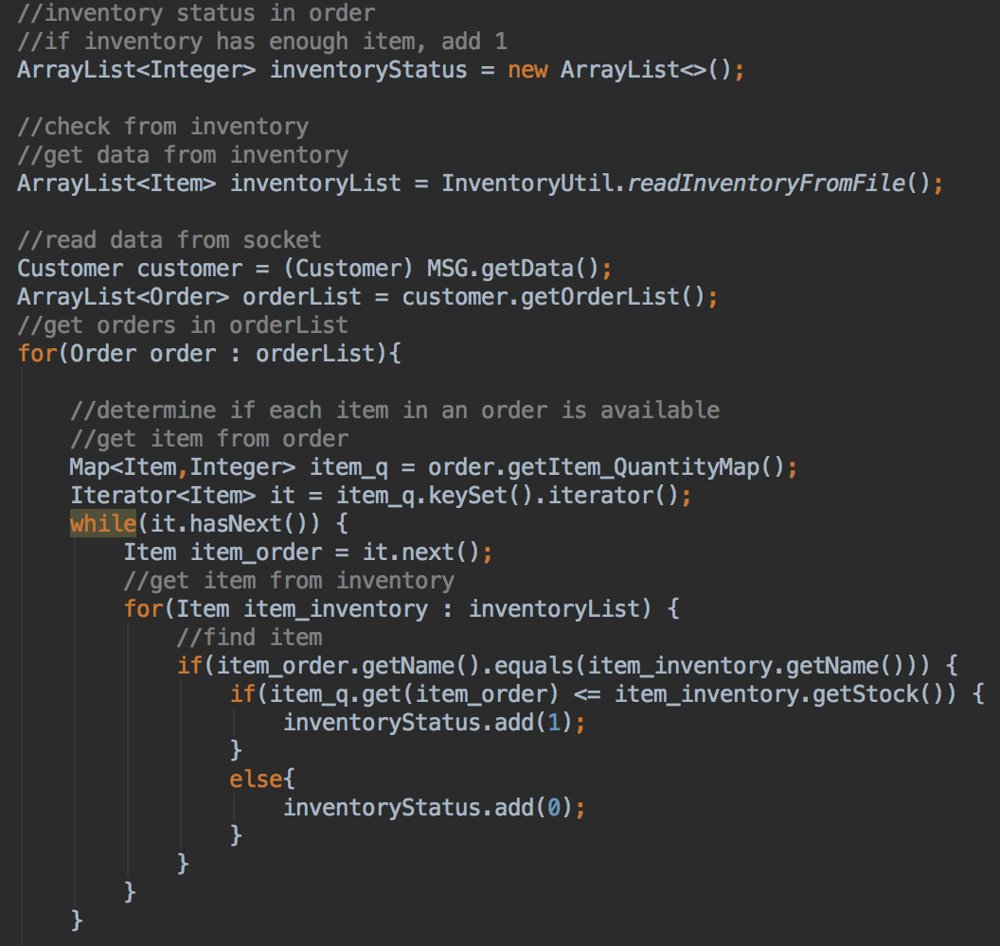 //inventory status in order
//if inventory has enough item, add 1
ArrayList<Integer> inventoryStatus = new ArrayList<>();

//check from inventory
//get data from inventory
ArrayList<Item> inventoryList = InventoryUtil.readInventoryFromFile();

//read data from socket
Customer customer = (Customer) MSG.getData();
ArrayList<Order> orderList = customer.getOrderList();
//get orders in orderList
for(Order order : orderList){

    //determine if each item in an order is available
    //get item from order
    Map<Item,Integer> item_q = order.getItem_QuantityMap();
    Iterator<Item> it = item_q.keySet().iterator();
    while(it.hasNext()) {
        Item item_order = it.next();
        //get item from inventory
        for(Item item_inventory : inventoryList) {
            //find item
            if(item_order.getName().equals(item_inventory.getName())) {
                if(item_q.get(item_order) <= item_inventory.getStock()) {
                    inventoryStatus.add(1);
                }
                else{
                    inventoryStatus.add(0);
                }
            }
        }
    }